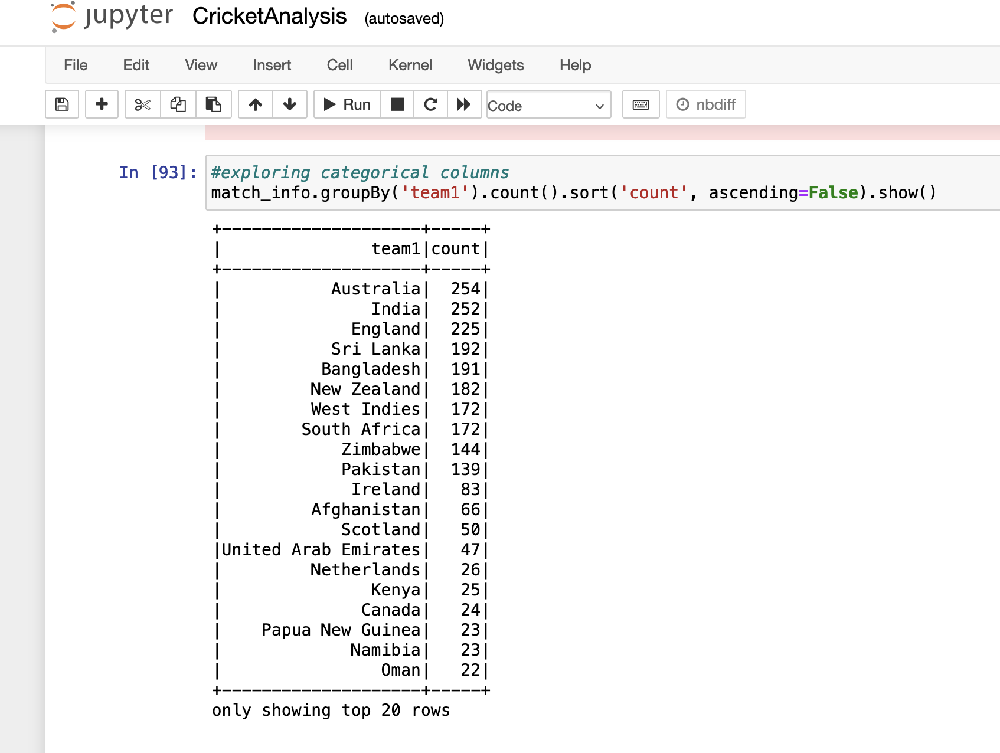 jupyter CricketAnalysis (autosaved)
File Edit View Insert Cell Kernel Widgets Help
Run Code nbdiff
In [93]: #exploring categorical columns
match_info.groupBy('team1').count().sort('count', ascending=False).show()
+--------------------+-----+
|               team1|count|
+--------------------+-----+
|           Australia|  254|
|               India|  252|
|             England|  225|
|           Sri Lanka|  192|
|          Bangladesh|  191|
|         New Zealand|  182|
|         West Indies|  172|
|        South Africa|  172|
|            Zimbabwe|  144|
|            Pakistan|  139|
|             Ireland|   83|
|         Afghanistan|   66|
|            Scotland|   50|
|United Arab Emirates|   47|
|         Netherlands|   26|
|               Kenya|   25|
|              Canada|   24|
|    Papua New Guinea|   23|
|             Namibia|   23|
|                Oman|   22|
+--------------------+-----+
only showing top 20 rows